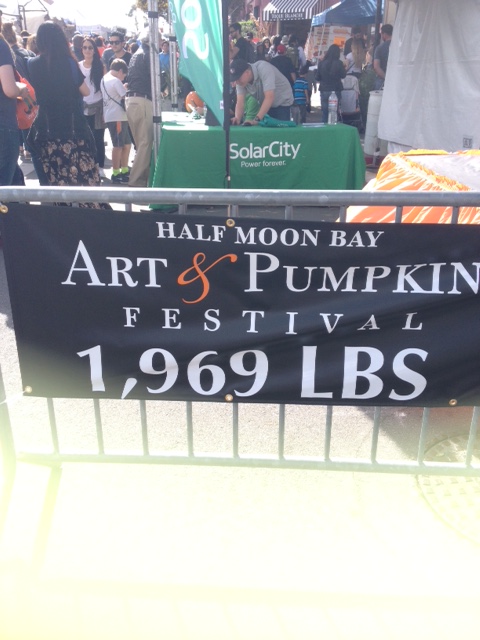 SolarCity
Power forever.
HALF MOON BAY
ART & PUMPKIN
FESTIVAL
1,969 LBS